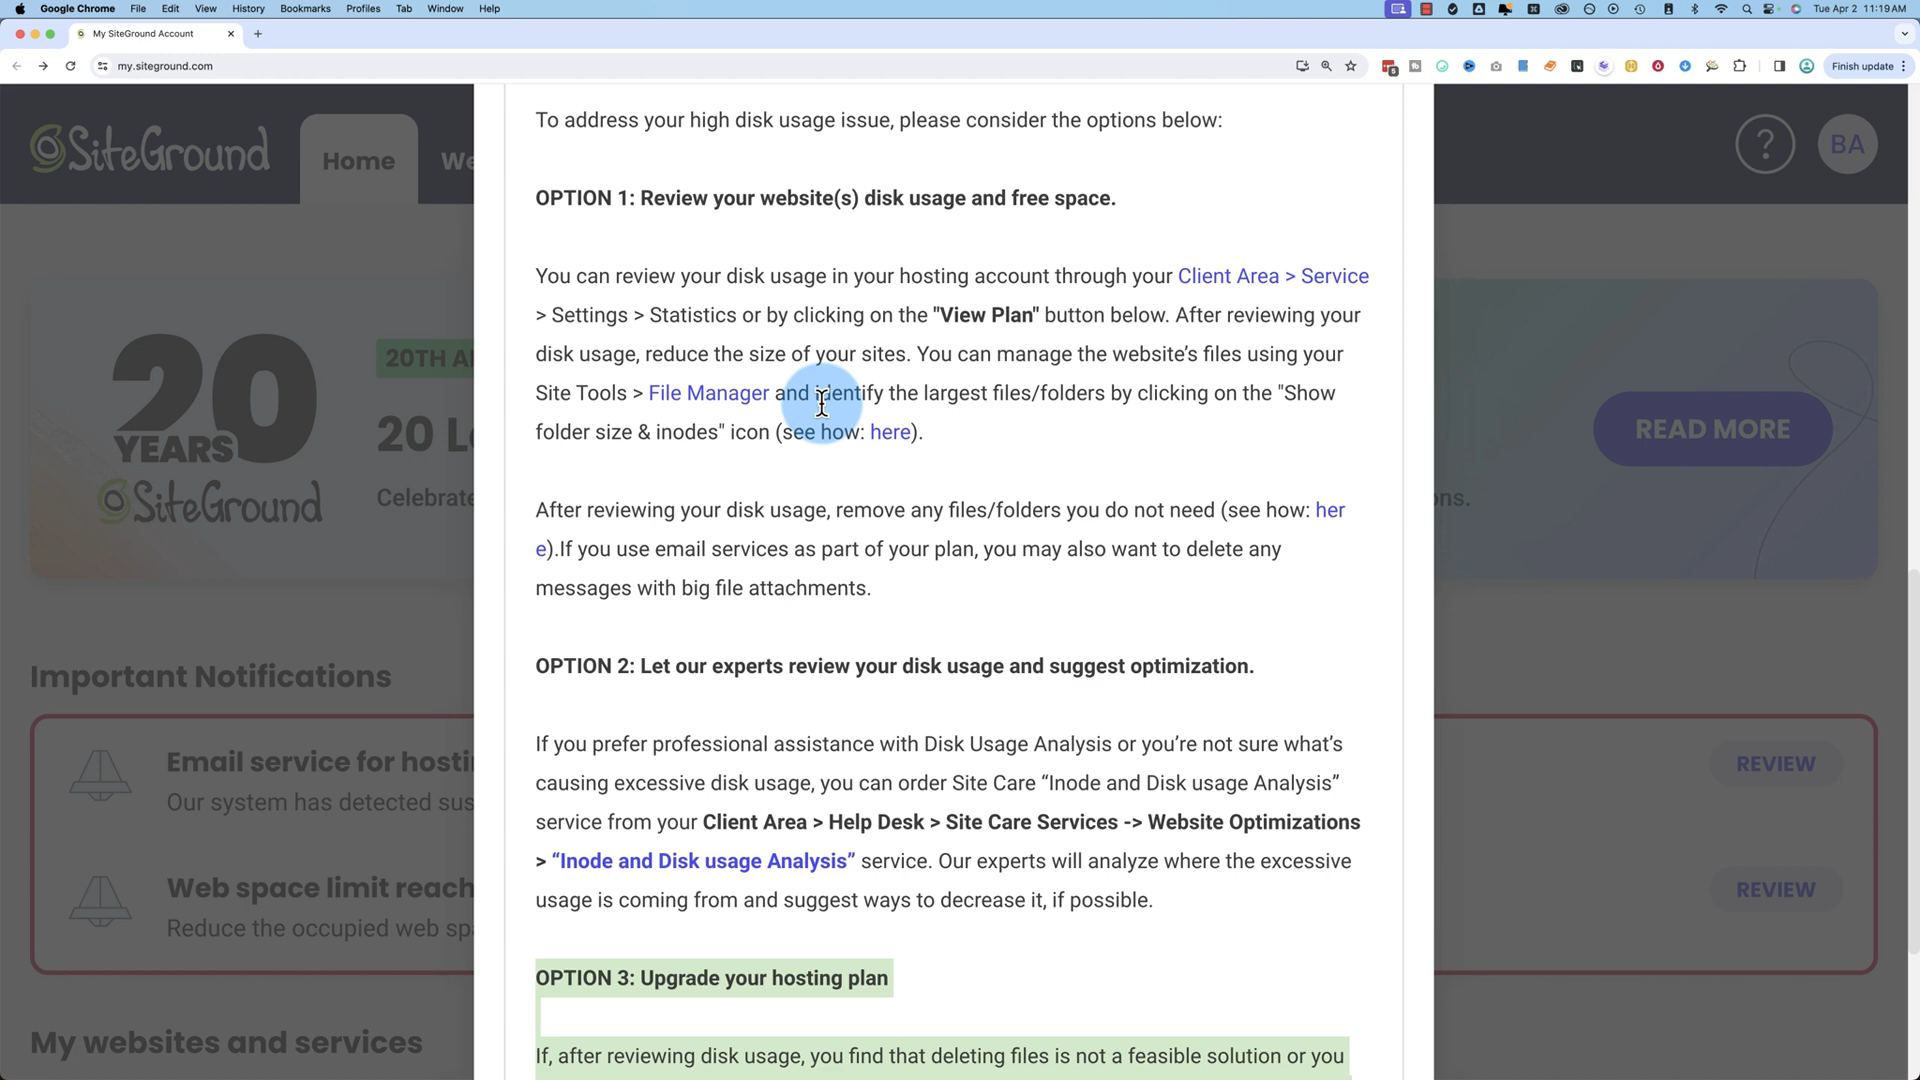 Google Chrome File Edit View History Bookmarks Profiles Tab Window Help Tue Apr 2 11:19 AM
My SiteGround Account
my.siteground.com Finish update
5
SiteGround Home We ? BA
To address your high disk usage issue, please consider the options below:
OPTION 1: Review your website(s) disk usage and free space.
You can review your disk usage in your hosting account through your Client Area > Service
> Settings > Statistics or by clicking on the "View Plan" button below. After reviewing your
disk usage, reduce the size of your sites. You can manage the website's files using your
Site Tools > File Manager and identify the largest files/folders by clicking on the "Show
folder size & inodes" icon (see how: here).
After reviewing your disk usage, remove any files/folders you do not need (see how: her
e).If you use email services as part of your plan, you may also want to delete any
messages with big file attachments.
OPTION 2: Let our experts review your disk usage and suggest optimization.
If you prefer professional assistance with Disk Usage Analysis or you’re not sure what’s
causing excessive disk usage, you can order Site Care “Inode and Disk usage Analysis”
service from your Client Area > Help Desk > Site Care Services -> Website Optimizations
> “Inode and Disk usage Analysis” service. Our experts will analyze where the excessive
usage is coming from and suggest ways to decrease it, if possible.
OPTION 3: Upgrade your hosting plan
If, after reviewing disk usage, you find that deleting files is not a feasible solution or you
20
YEARS
SiteGround
20TH A
20 L
Celebrate
ons.
READ MORE
Important Notifications
Email service for hosti
Our system has detected sus
REVIEW
Web space limit reach
Reduce the occupied web sp
REVIEW
My websites and services